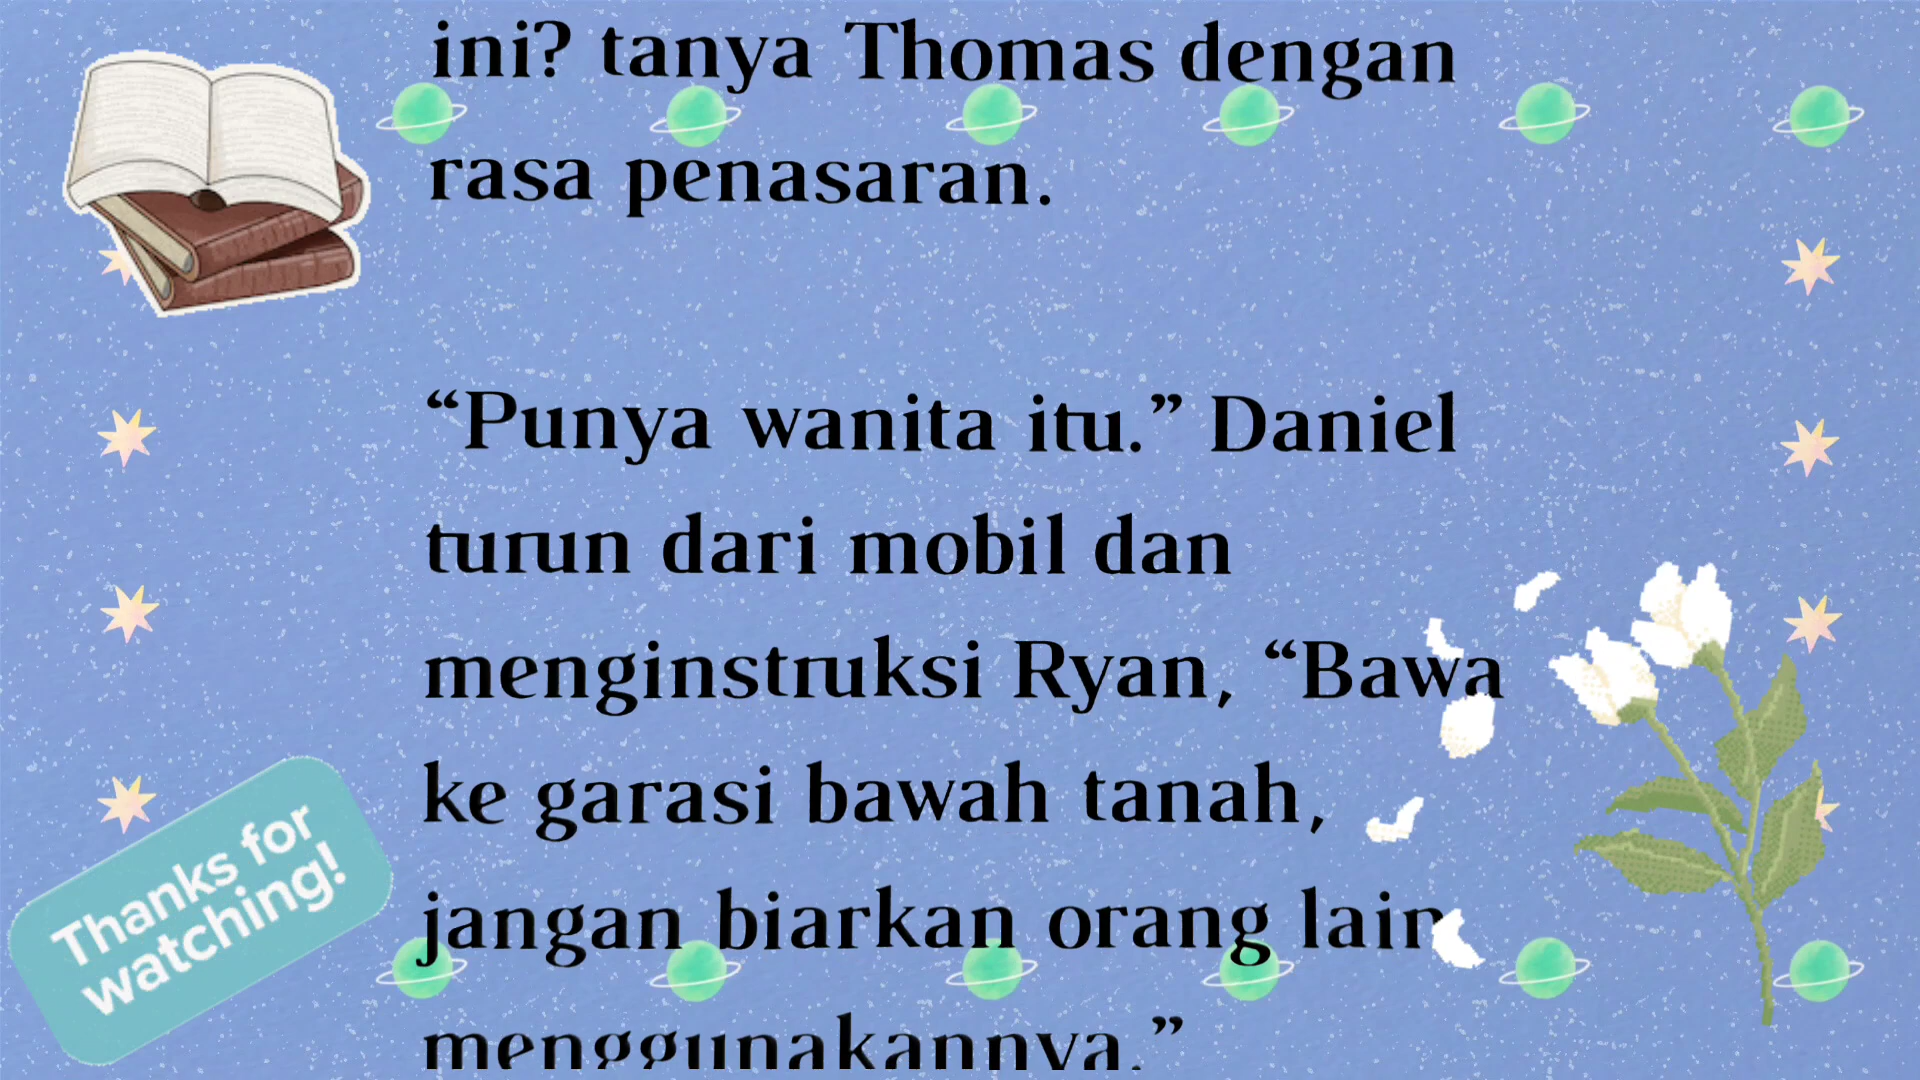 ini? tanya Thomas dengan
rasa penasaran.
“Punya wanita itu.” Daniel
turun dari mobil dan
menginstruksi Ryan, “Bawa
ke garasi bawah tanah,
jangan biarkan orang lain
menggunakannya.”
Thanks for
watching!